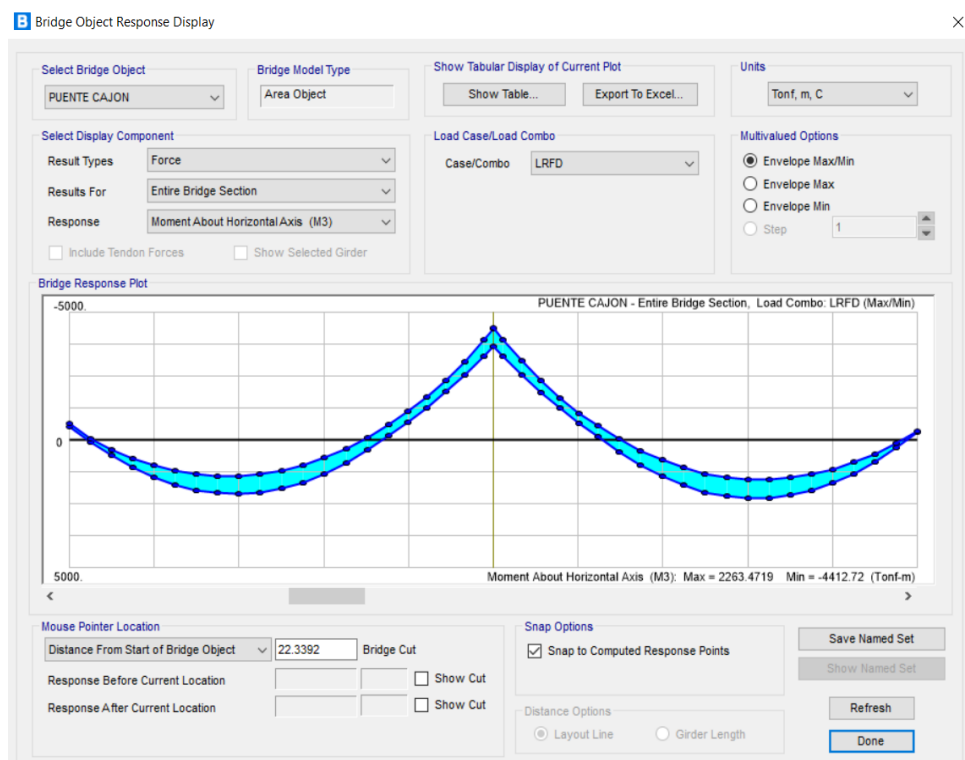 B Bridge Object Response Display
Select Bridge Object
PUENTE CAJON
Bridge Model Type
Area Object
Show Tabular Display of Current Plot
Show Table...
Export To Excel...
Units
Tonf, m, C
Select Display Component
Result Types
Force
Results For
Entire Bridge Section
Response
Moment About Horizontal Axis (M3)
Include Tendon Forces
Show Selected Girder
Load Case/Load Combo
Case/Combo
LRFD
Multivalued Options
Envelope Max/Min
Envelope Max
Envelope Min
Step
1
Bridge Response Plot
-5000.
PUENTE CAJON - Entire Bridge Section, Load Combo: LRFD (Max/Min)
0
5000.
Moment About Horizontal Axis (M3): Max = 2263.4719 Min = -4412.72 (Tonf-m)
Mouse Pointer Location
Distance From Start of Bridge Object
22.3392
Bridge Cut
Response Before Current Location
Show Cut
Response After Current Location
Show Cut
Snap Options
Snap to Computed Response Points
Distance Options
Layout Line
Girder Length
Save Named Set
Show Named Set
Refresh
Done